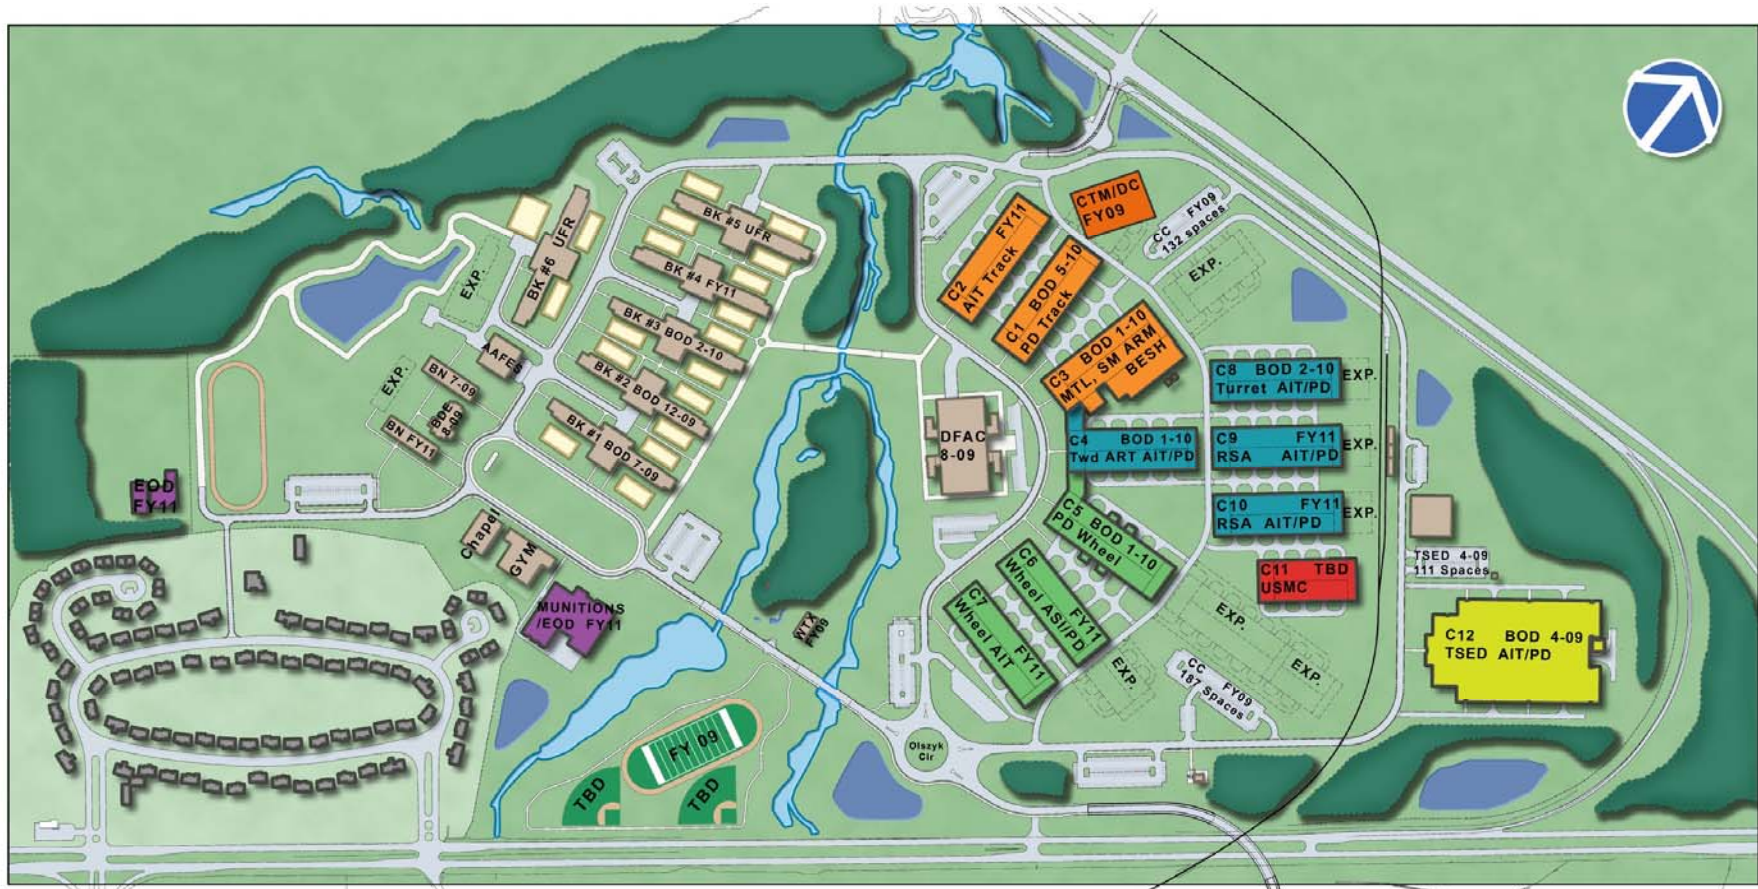 BK #6 UFR
EXP.
BK #5 UFR
BK #4 FY11
BK #3 BOD 2-10
BK #2 BOD 12-09
BK #1 BOD 7-09
AAFES
EXP.
BN 7-09
BDE
8-09
BN FY11
EOD
FY11
Chapel
GYM
MUNITIONS
/EOD FY11
WTX
FY09
FY 09
TBD
TBD
DFAC
8-09
C2 FY11
AIT Track
C1 BOD 5-10
PD Track
CTM/DC
FY09
CC FY09
132 spaces
EXP.
C3 BOD 1-10
MTL, SM ARM
BESH
C4 BOD 1-10
Twd ART AIT/PD
C5 BOD 1-10
PD Wheel
C6 FY11
Wheel ASI/PD
C7 FY11
Wheel AIT
C8 BOD 2-10
Turret AIT/PD
EXP.
C9 FY11
RSA AIT/PD
EXP.
C10 FY11
RSA AIT/PD
EXP.
C11 TBD
USMC
TSED 4-09
111 Spaces
C12 BOD 4-09
TSED AIT/PD
EXP.
EXP.
EXP.
CC FY09
187 Spaces
Olszyk
Cir